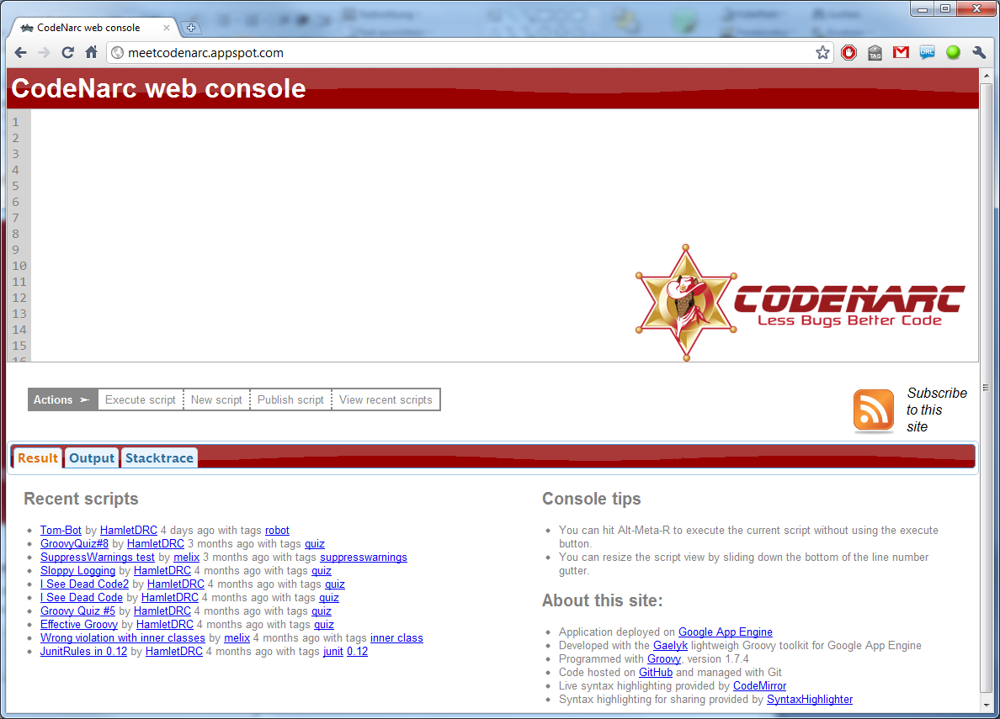 CodeNarc web console
meetcodenarc.appspot.com
TAG
URL
CodeNarc web console
1
2
3
4
5
6
7
8
9
10
11
12
13
14
15
16
CODENARC
Less Bugs Better Code
Actions ➣ Execute script New script Publish script View recent scripts
Subscribe
to this
site
Result Output Stacktrace
Recent scripts
Tom-Bot by HamletDRC 4 days ago with tags robot
GroovyQuiz#8 by HamletDRC 3 months ago with tags quiz
SuppressWarnings test by melix 3 months ago with tags suppresswarnings
Sloppy Logging by HamletDRC 4 months ago with tags quiz
I See Dead Code2 by HamletDRC 4 months ago with tags quiz
I See Dead Code by HamletDRC 4 months ago with tags quiz
Groovy Quiz #5 by HamletDRC 4 months ago with tags quiz
Effective Groovy by HamletDRC 4 months ago with tags quiz
Wrong violation with inner classes by melix 4 months ago with tags inner class
JunitRules in 0.12 by HamletDRC 4 months ago with tags junit 0.12
Console tips
You can hit Alt-Meta-R to execute the current script without using the execute
button.
You can resize the script view by sliding down the bottom of the line number
gutter.
About this site:
Application deployed on Google App Engine
Developed with the Gaelyk lightweigh Groovy toolkit for Google App Engine
Programmed with Groovy, version 1.7.4
Code hosted on GitHub and managed with Git
Live syntax highlighting provided by CodeMirror
Syntax highlighting for sharing provided by SyntaxHighlighter